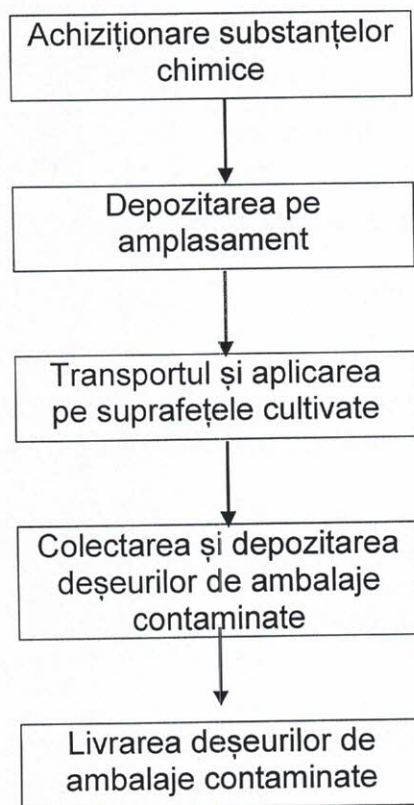 Achiziționare substanțelor
chimice
Depozitarea pe
amplasament
Transportul și aplicarea
pe suprafețele cultivate
Colectarea și depozitarea
deșeurilor de ambalaje
contaminate
Livrarea deșeurilor de
ambalaje contaminate